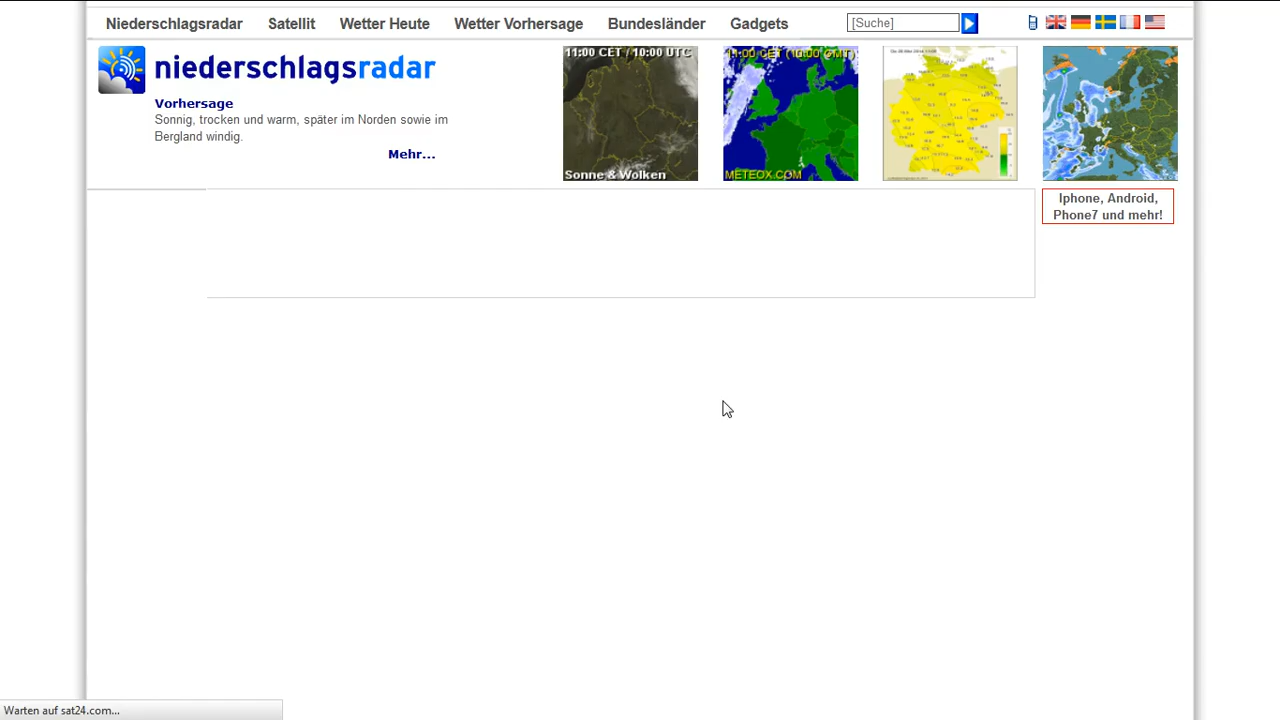 Niederschlagsradar Satellit Wetter Heute Wetter Vorhersage Bundesländer Gadgets [Suche]
niederschlagsradar
Vorhersage
Sonnig, trocken und warm, später im Norden sowie im
Bergland windig.
Mehr...
11:00 CET / 10:00 UTC
Sonne & Wolken
11:00 CET (10:00 GMT)
METEOX.COM
Iphone, Android,
Phone7 und mehr!
Warten auf sat24.com...